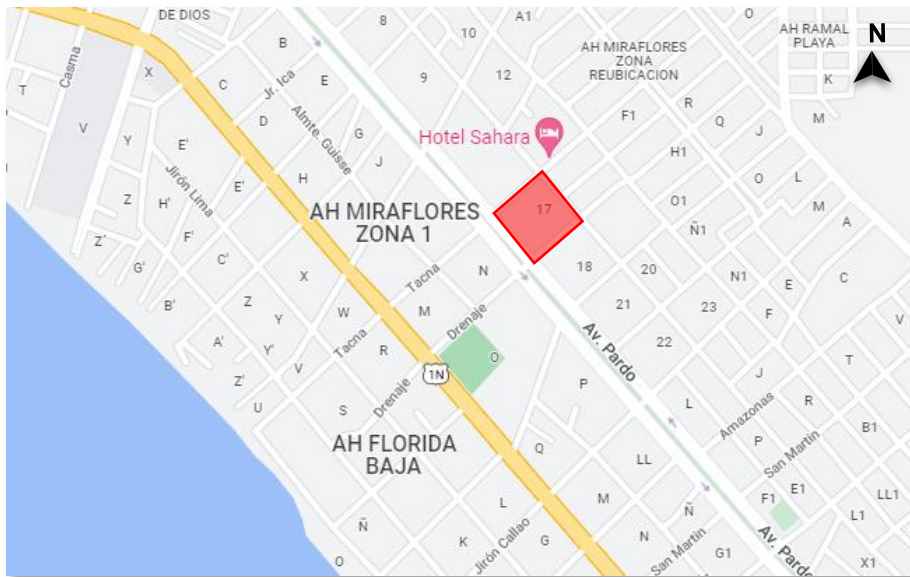 DE DIOS
8
A1
O
AH RAMAL
PLAYA
N
B
10
AH MIRAFLORES
ZONA
REUBICACION
Casma
X
9
12
K
T
C
Jr. Ica
E
R
M
F1
Q
J
V
D
Almte. Guisse
G
Hotel Sahara
Y
E'
J
H1
Jirón Lima
E'
H
O
L
Z
H'
AH MIRAFLORES
ZONA 1
17
O1
M
A
F'
Ñ1
Z'
G'
C'
X
Tacna
N
18
20
N1
C
E
B'
Z
W
M
Drenaje
21
23
F
V
Y
A'
Y'
Tacna
R
O
Av. Pardo
22
T
Z'
V
1N
P
J
U
S
Drenaje
L
Amazonas
R
AH FLORIDA
BAJA
Q
P
San Martin
B1
LL
E1
F1
LL1
L
M
Ñ
L1
Ñ
K
Jirón Callao
G
N
San Martin
G1
Av. Pardo
O
X1